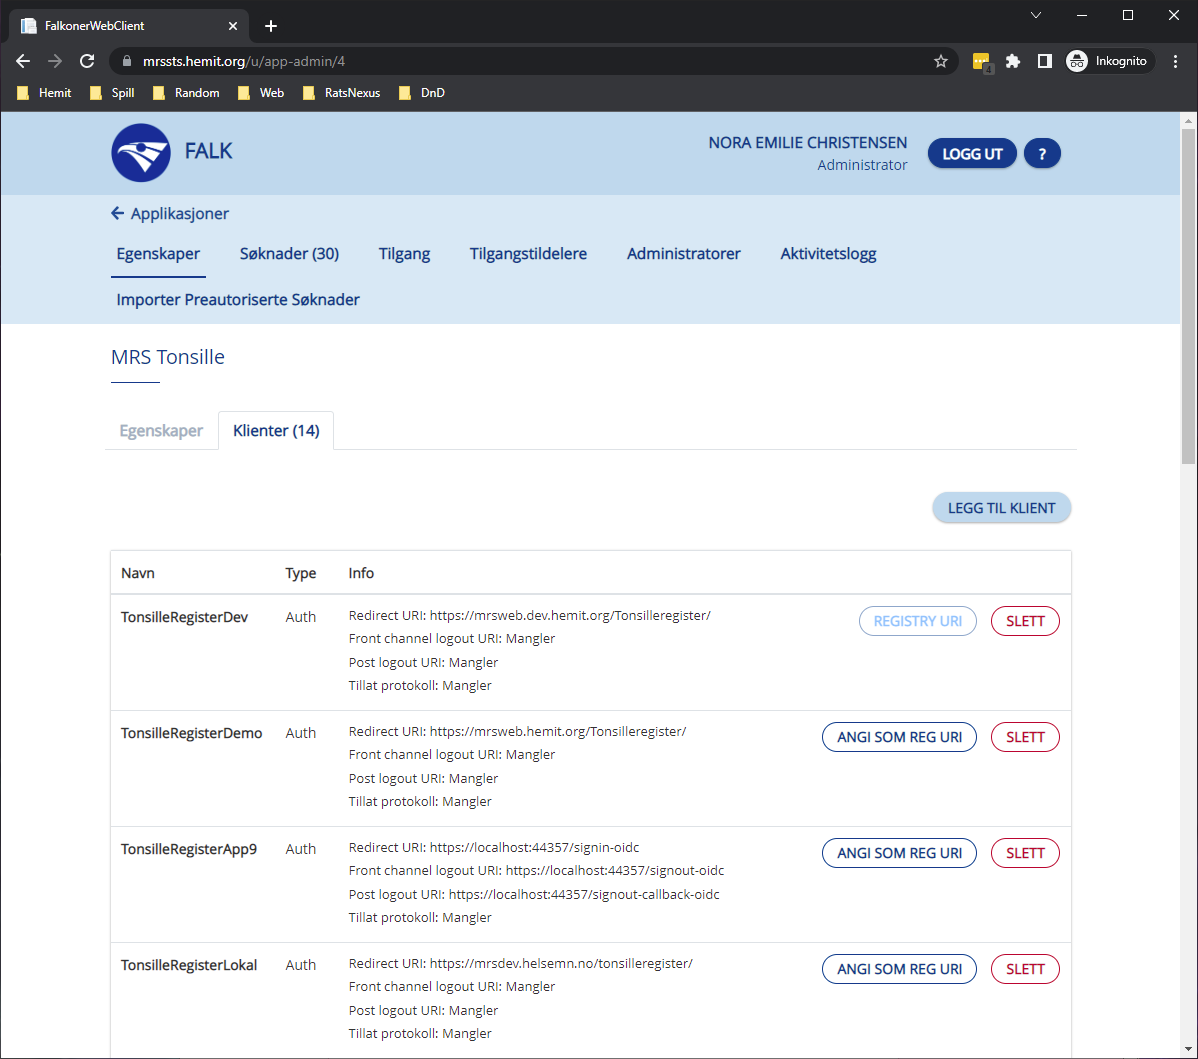 FalkonerWebClient
mrssts.hemit.org/u/app-admin/4
4
Inkognito
Hemit Spill Random Web RatsNexus DnD
FALK
NORA EMILIE CHRISTENSEN
Administrator
LOGG UT ?
Applikasjoner
Egenskaper Søknader (30) Tilgang Tilgangstildelere Administratorer Aktivitetslogg
Importer Preautoriserte Søknader
MRS Tonsille
Egenskaper Klienter (14)
LEGG TIL KLIENT
Navn Type Info
TonsilleRegisterDev Auth Redirect URI: https://mrsweb.dev.hemit.org/Tonsilleregister/ REGISTRY URI SLETT
Front channel logout URI: Mangler
Post logout URI: Mangler
Tillat protokoll: Mangler
TonsilleRegisterDemo Auth Redirect URI: https://mrsweb.hemit.org/Tonsilleregister/ ANGI SOM REG URI SLETT
Front channel logout URI: Mangler
Post logout URI: Mangler
Tillat protokoll: Mangler
TonsilleRegisterApp9 Auth Redirect URI: https://localhost:44357/signin-oidc ANGI SOM REG URI SLETT
Front channel logout URI: https://localhost:44357/signout-oidc
Post logout URI: https://localhost:44357/signout-callback-oidc
Tillat protokoll: Mangler
TonsilleRegisterLokal Auth Redirect URI: https://mrsdev.helsemn.no/tonsilleregister/ ANGI SOM REG URI SLETT
Front channel logout URI: Mangler
Post logout URI: Mangler
Tillat protokoll: Mangler